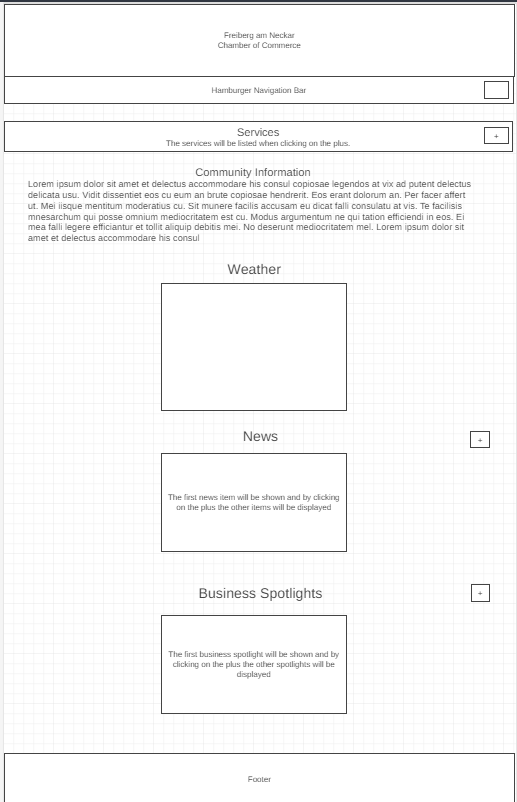 Freiberg am Neckar
Chamber of Commerce
Hamburger Navigation Bar
Services
The services will be listed when clicking on the plus.
+
Community Information
Lorem ipsum dolor sit amet et delectus accommodare his consul copiosae legendos at vix ad putent delectus
delicata usu. Vidit dissentiet eos cu eum an brute copiosae hendrerit. Eos erant dolorum an. Per facer affert
ut. Mei iisque mentitum moderatius cu. Sit munere facilis accusam eu dicat falli consulatu at vis. Te facilisis
mnesarchum qui posse omnium mediocritatem est cu. Modus argumentum ne qui tation efficiendi in eos. Ei
mea falli legere efficiantur et tollit aliquip debitis mei. No deserunt mediocritatem mel. Lorem ipsum dolor sit
amet et delectus accommodare his consul
Weather
News
+
The first news item will be shown and by clicking
on the plus the other items will be displayed
Business Spotlights
+
The first business spotlight will be shown and by
clicking on the plus the other spotlights will be
displayed
Footer